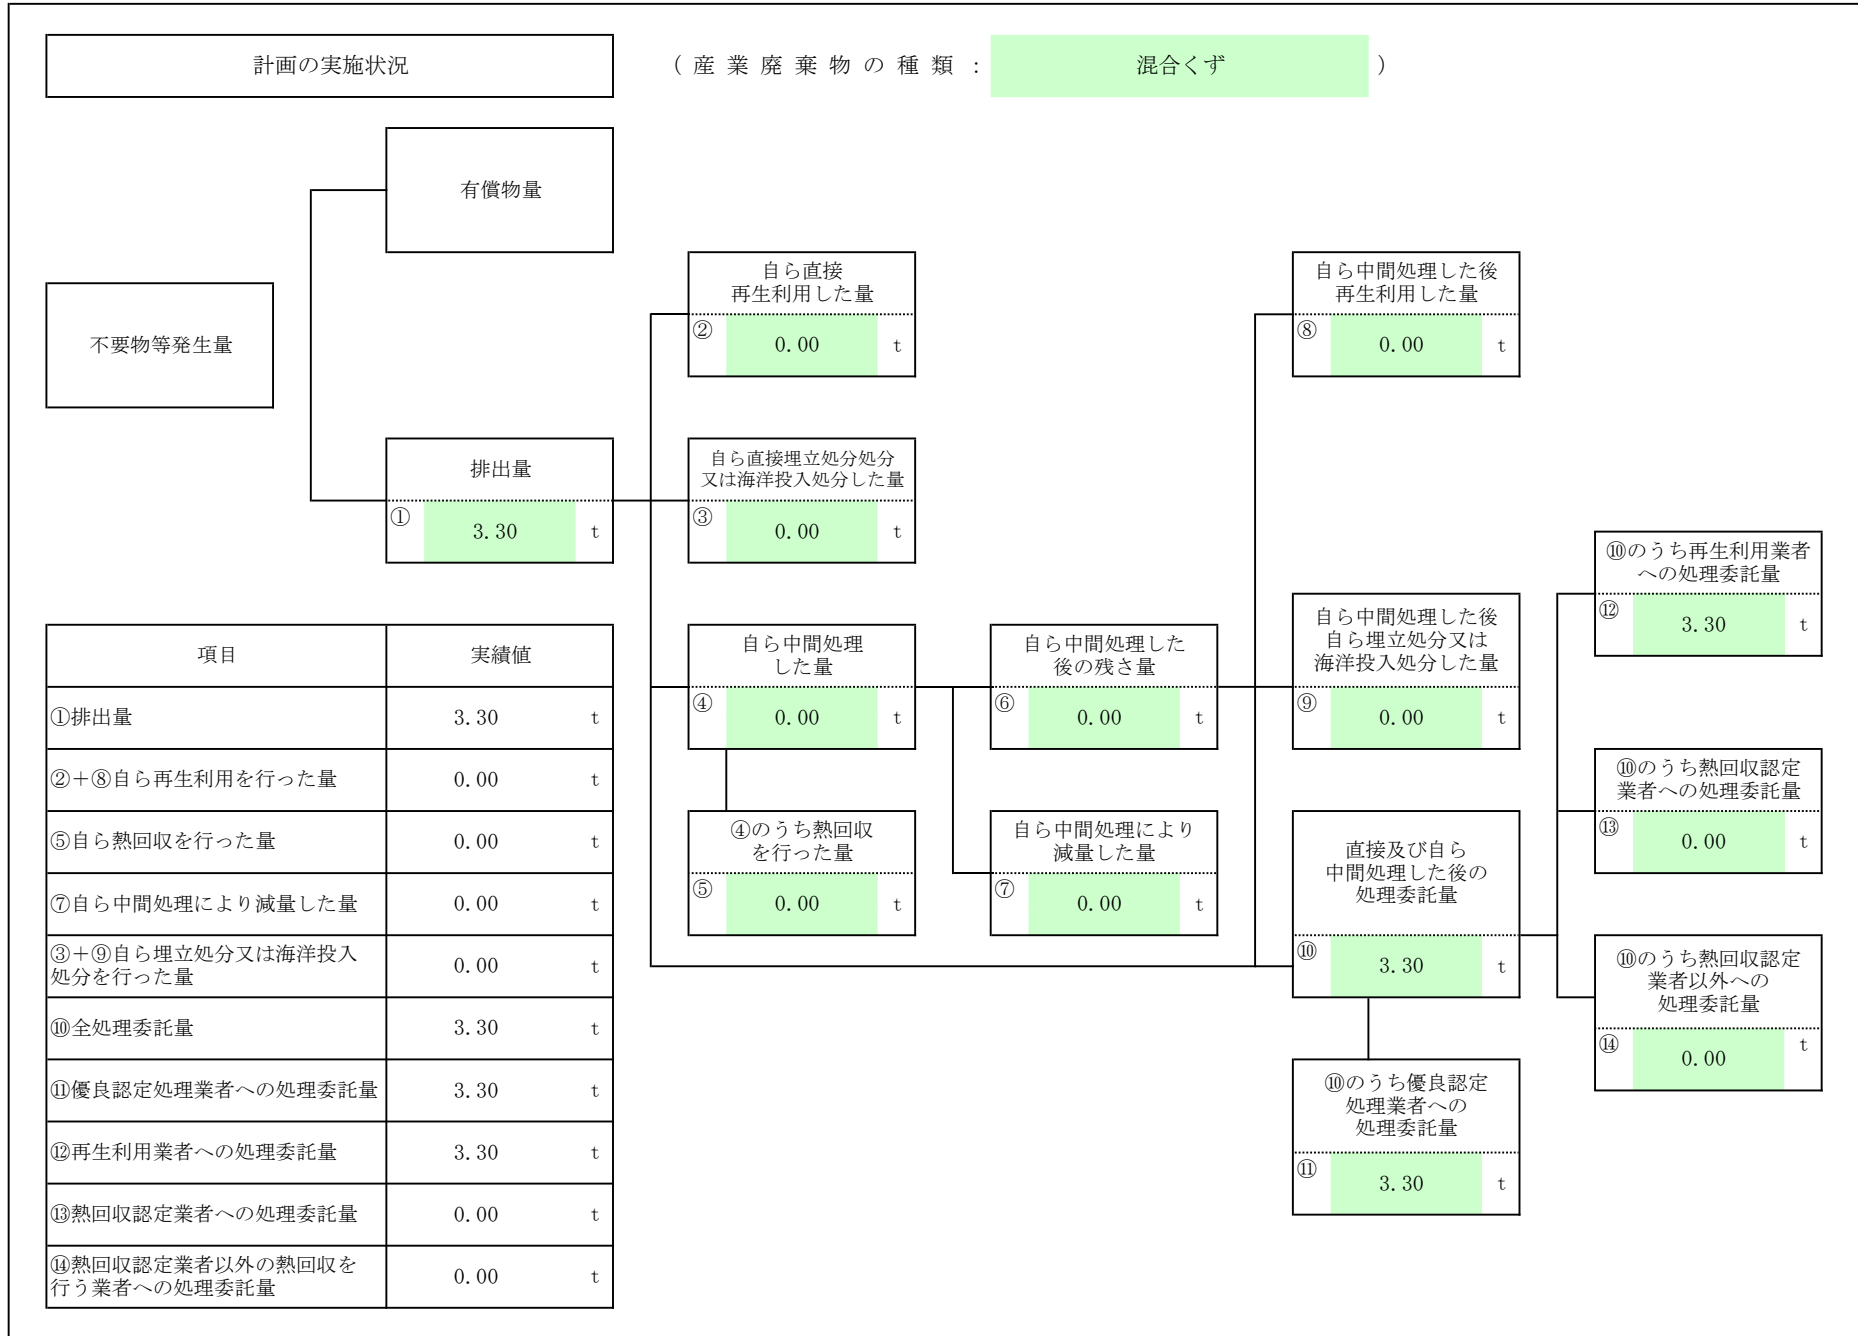 計画の実施状況
（産業廃棄物の種類：
混合くず
）
有償物量
不要物等発生量
排出量
①
3.30
t
自ら直接
再生利用した量
②
0.00
t
自ら直接埋立処分処分
又は海洋投入処分した量
③
0.00
t
自ら中間処理
した量
④
0.00
t
④のうち熱回収
を行った量
⑤
0.00
t
自ら中間処理した
後の残さ量
⑥
0.00
t
自ら中間処理により
減量した量
⑦
0.00
t
自ら中間処理した後
再生利用した量
⑧
0.00
t
自ら中間処理した後
自ら埋立処分又は
海洋投入処分した量
⑨
0.00
t
直接及び自ら
中間処理した後の
処理委託量
⑩
3.30
t
⑩のうち優良認定
処理業者への
処理委託量
⑪
3.30
t
⑩のうち再生利用業者
への処理委託量
⑫
3.30
t
⑩のうち熱回収認定
業者への処理委託量
⑬
0.00
t
⑩のうち熱回収認定
業者以外への
処理委託量
⑭
0.00
t
項目 実績値
①排出量 3.30 t
②＋⑧自ら再生利用を行った量 0.00 t
⑤自ら熱回収を行った量 0.00 t
⑦自ら中間処理により減量した量 0.00 t
③＋⑨自ら埋立処分又は海洋投入
処分を行った量 0.00 t
⑩全処理委託量 3.30 t
⑪優良認定処理業者への処理委託量 3.30 t
⑫再生利用業者への処理委託量 3.30 t
⑬熱回収認定業者への処理委託量 0.00 t
⑭熱回収認定業者以外の熱回収を
行う業者への処理委託量 0.00 t